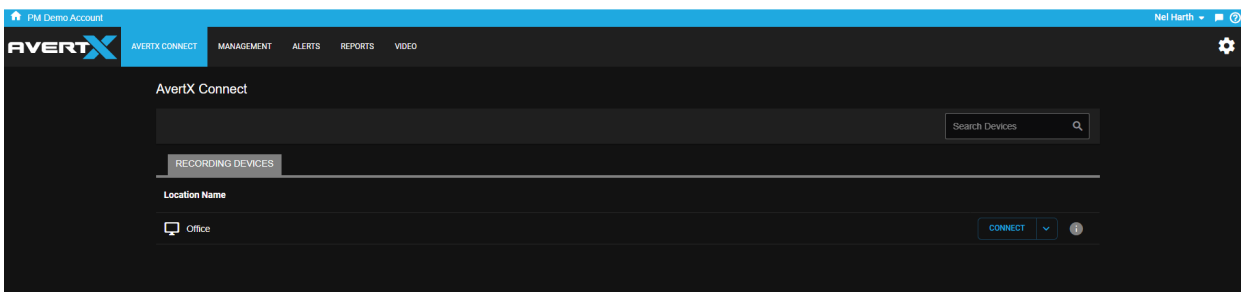 PM Demo Account Nel Harth
AVERTX AVERTX CONNECT MANAGEMENT ALERTS REPORTS VIDEO
AvertX Connect
Search Devices
RECORDING DEVICES
Location Name
Office CONNECT